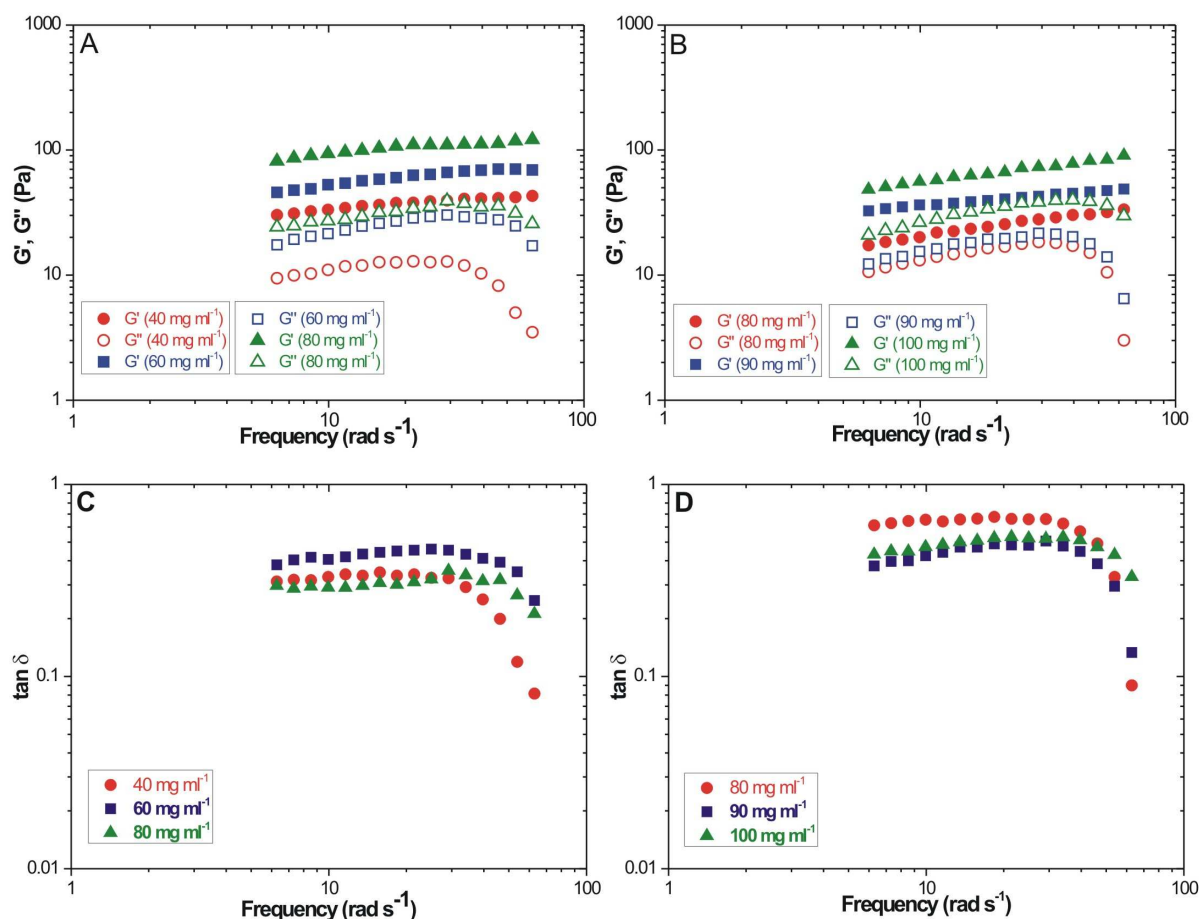 A
1000
100
10
1
G', G" (Pa)
G' (40 mg ml-1)
G" (40 mg ml-1)
G' (60 mg ml-1)
G" (60 mg ml-1)
G' (80 mg ml-1)
G" (80 mg ml-1)
1
10
100
Frequency (rad s-1)
B
1000
100
10
1
G', G" (Pa)
G' (80 mg ml-1)
G" (80 mg ml-1)
G' (90 mg ml-1)
G" (90 mg ml-1)
G' (100 mg ml-1)
G" (100 mg ml-1)
1
10
100
Frequency (rad s-1)
C
1
0.1
0.01
tan δ
40 mg ml-1
60 mg ml-1
80 mg ml-1
1
10
100
Frequency (rad s-1)
D
1
0.1
0.01
tan δ
80 mg ml-1
90 mg ml-1
100 mg ml-1
1
10
100
Frequency (rad s-1)